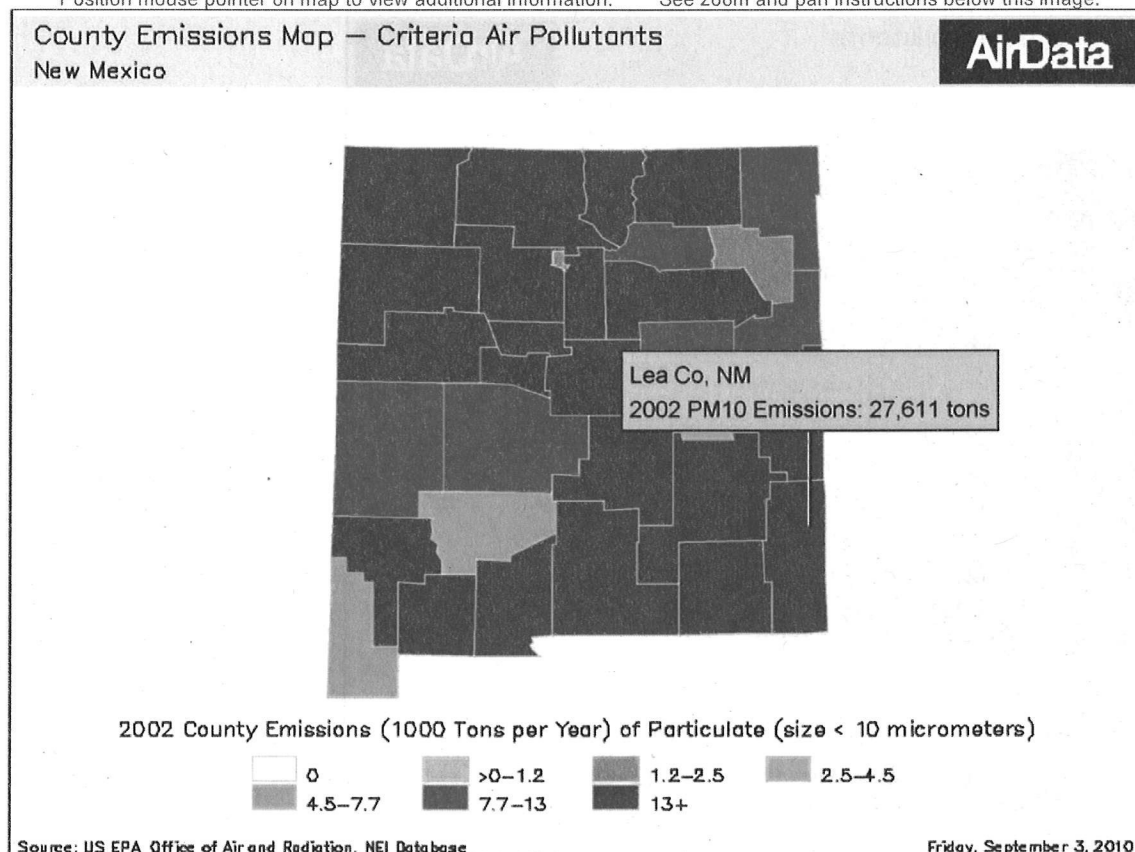 Position mouse pointer on map to view additional information. See zoom and pan instructions below this image.
County Emissions Map — Criteria Air Pollutants
New Mexico
AirData
Lea Co, NM
2002 PM10 Emissions: 27,611 tons
2002 County Emissions (1000 Tons per Year) of Particulate (size < 10 micrometers)
0 >0–1.2 1.2–2.5 2.5–4.5
4.5–7.7 7.7–13 13+
Source: US EPA Office of Air and Radiation, NEI Database Friday, September 3, 2010